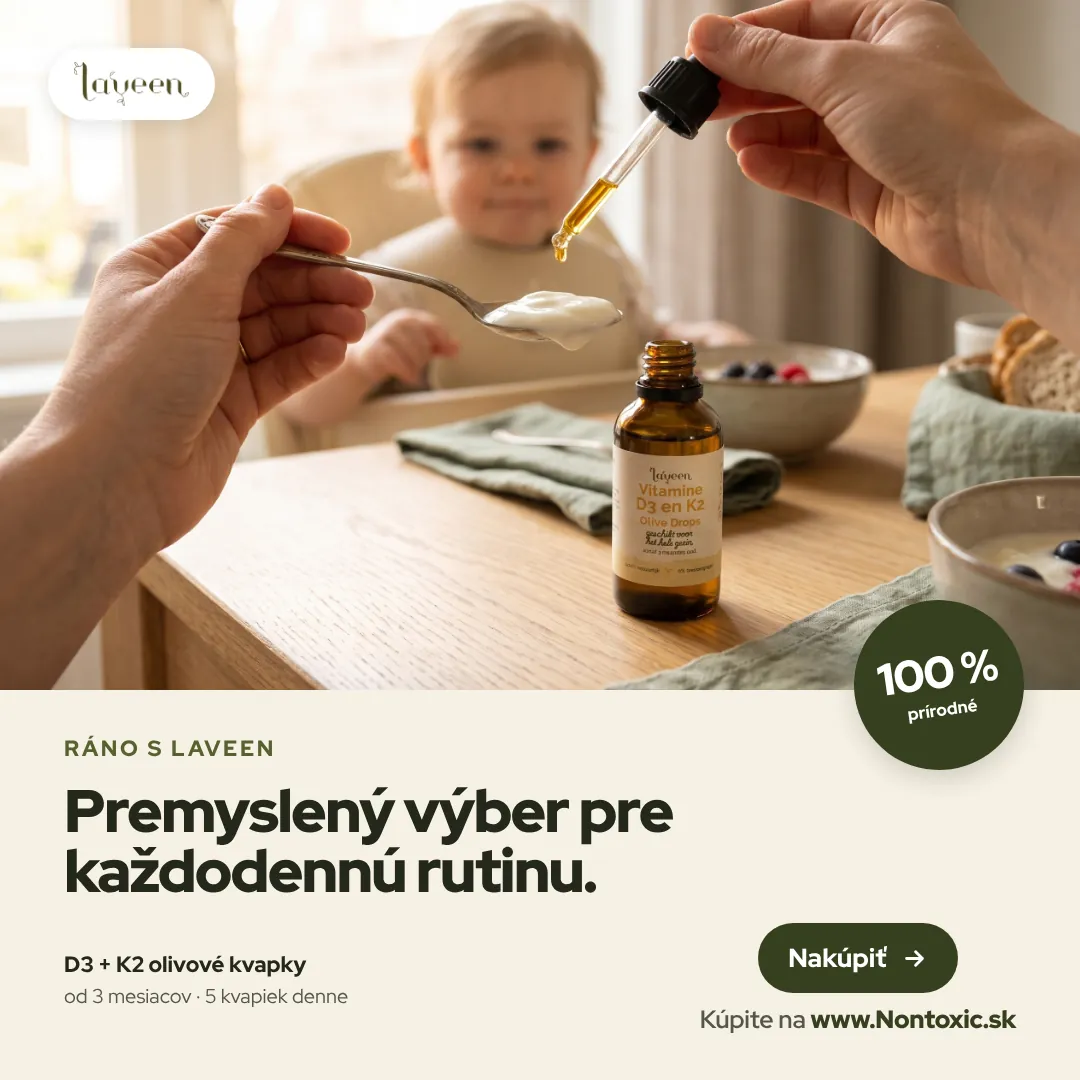 laveen
laveen
Vitamine
D3 en K2
Olive Drops
geschikt voor
het hele gezin
100 %
prírodné
RÁNO S LAVEEN
Premyslený výber pre
každodennú rutinu.
D3 + K2 olivové kvapky
od 3 mesiacov · 5 kvapiek denne
Nakúpiť →
Kúpite na www.Nontoxic.sk